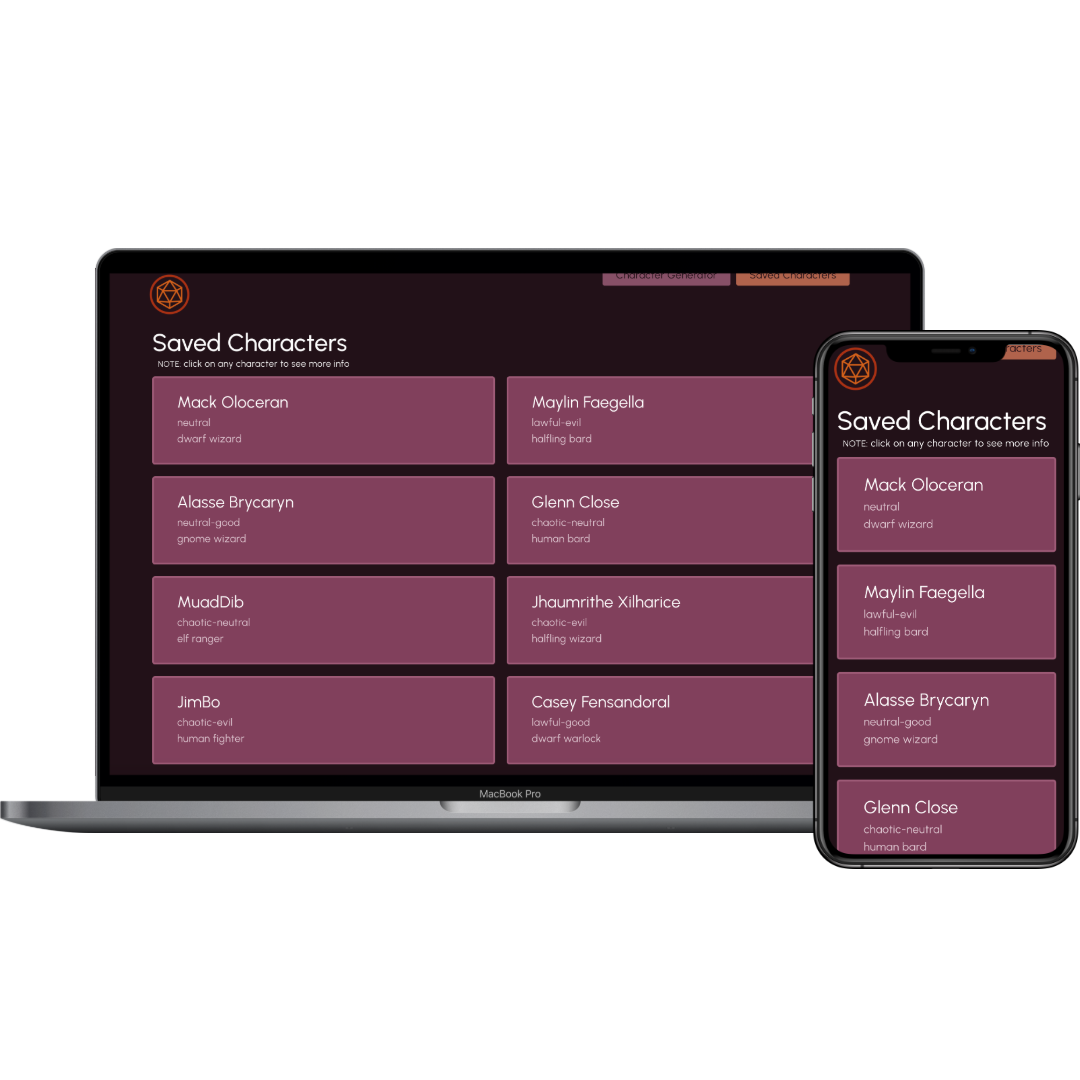 Character Generator
Saved Characters
Saved Characters
NOTE: click on any character to see more info
Mack Oloceran
neutral
dwarf wizard
Maylin Faegella
lawful-evil
halfling bard
Alasse Brycaryn
neutral-good
gnome wizard
Glenn Close
chaotic-neutral
human bard
MuadDib
chaotic-neutral
elf ranger
Jhaumrithe Xilharice
chaotic-evil
halfling wizard
JimBo
chaotic-evil
human fighter
Casey Fensandoral
lawful-good
dwarf warlock
MacBook Pro
racters
Saved Characters
NOTE: click on any character to see more info
Mack Oloceran
neutral
dwarf wizard
Maylin Faegella
lawful-evil
halfling bard
Alasse Brycaryn
neutral-good
gnome wizard
Glenn Close
chaotic-neutral
human bard